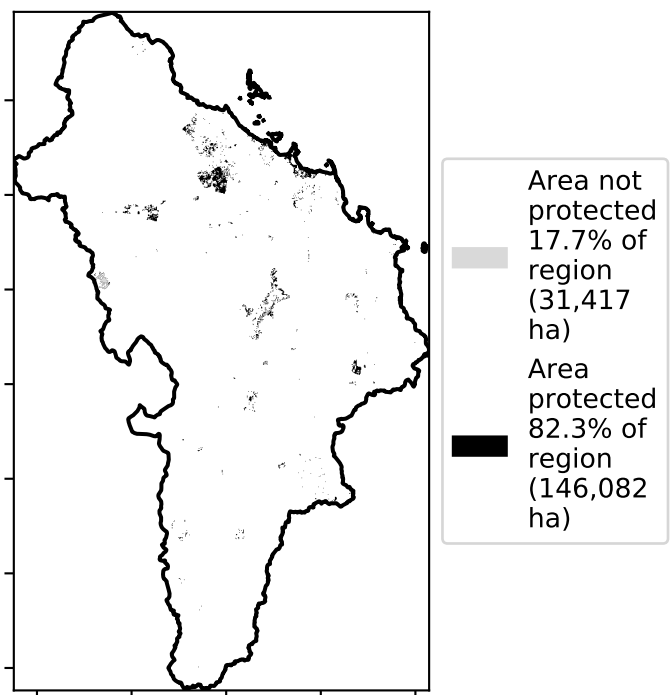 Area not
protected
17.7% of
region
(31,417
ha)
Area
protected
82.3% of
region
(146,082
ha)